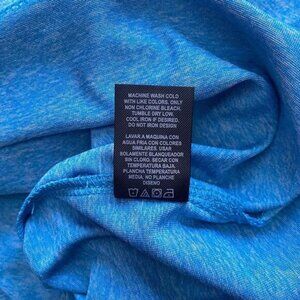 MACHINE WASH COLD
WITH LIKE COLORS. ONLY
NON CHLORINE BLEACH.
TUMBLE DRY LOW.
COOL IRON IF DESIRED,
DO NOT IRON DESIGN
LAVAR A MAQUINA CON
AGUA FRIA CON COLORES
SIMILARES. USAR
SOLAMENTE BLANQUEADOR
SIN CLORO. SECAR CON
TEMPERATURA BAJA.
PLANCHA TEMPERATURA
MEDIA, NO PLANCHE
DISENO